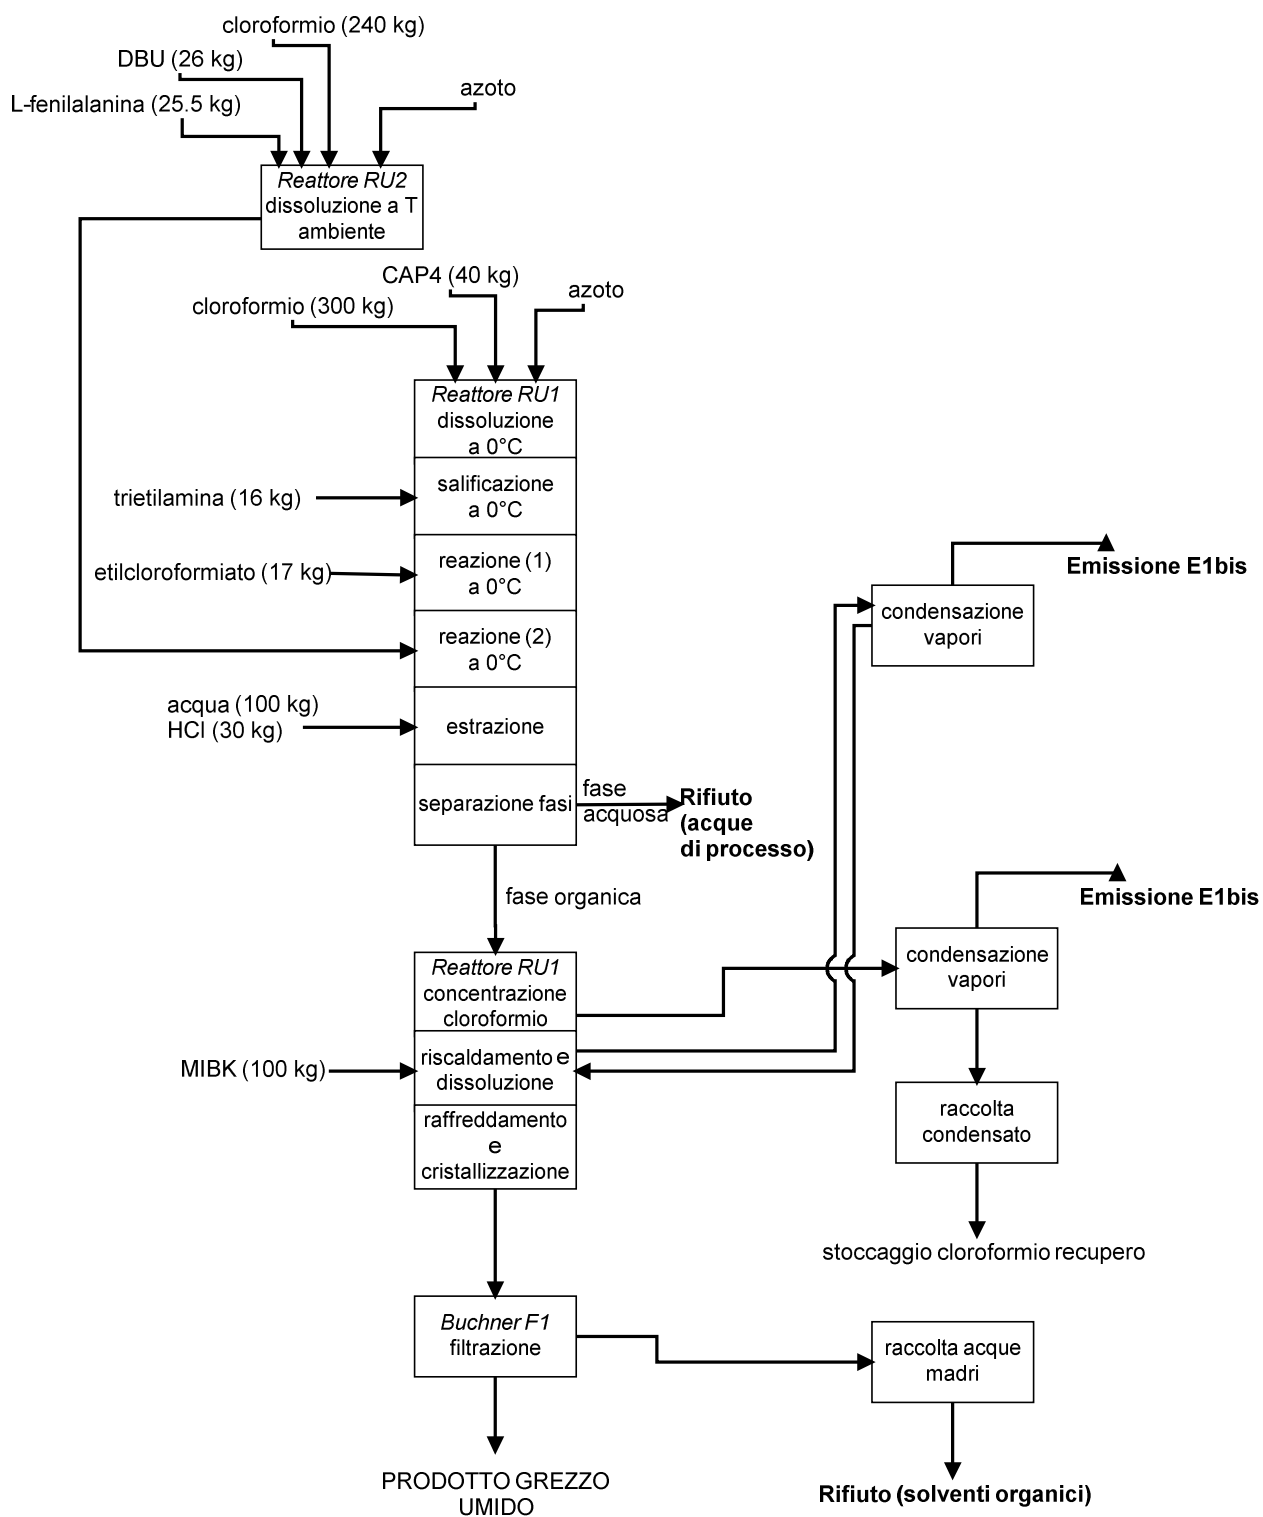 cloroformio (240 kg)
DBU (26 kg)
L-fenilalanina (25.5 kg)
azoto
Reattore RU2
dissoluzione a T
ambiente
CAP4 (40 kg)
azoto
cloroformio (300 kg)
Reattore RU1
dissoluzione
a 0°C
trietilamina (16 kg)
salificazione
a 0°C
etilcloroformiato (17 kg)
reazione (1)
a 0°C
reazione (2)
a 0°C
acqua (100 kg)
HCl (30 kg)
estrazione
separazione fasi
fase
acquosa
Rifiuto
(acque
di processo)
fase organica
Emissione E1bis
condensazione
vapori
Emissione E1bis
condensazione
vapori
Reattore RU1
concentrazione
cloroformio
MIBK (100 kg)
riscaldamento e
dissoluzione
raffreddamento
e
cristallizzazione
raccolta
condensato
stoccaggio cloroformio recupero
Buchner F1
filtrazione
raccolta acque
madri
PRODOTTO GREZZO
UMIDO
Rifiuto (solventi organici)